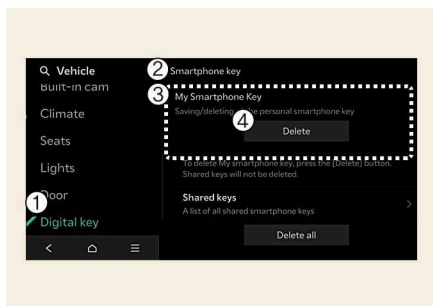 Vehicle
Built-in cam
Climate
Seats
Lights
Door
Digital key
1
2
Smartphone key
3
My Smartphone Key
Saving/deleting the personal smartphone key
4
Delete
To delete My smartphone key, press the [Delete] button.
Shared keys will not be deleted.
Shared keys
A list of all shared smartphone keys
Delete all